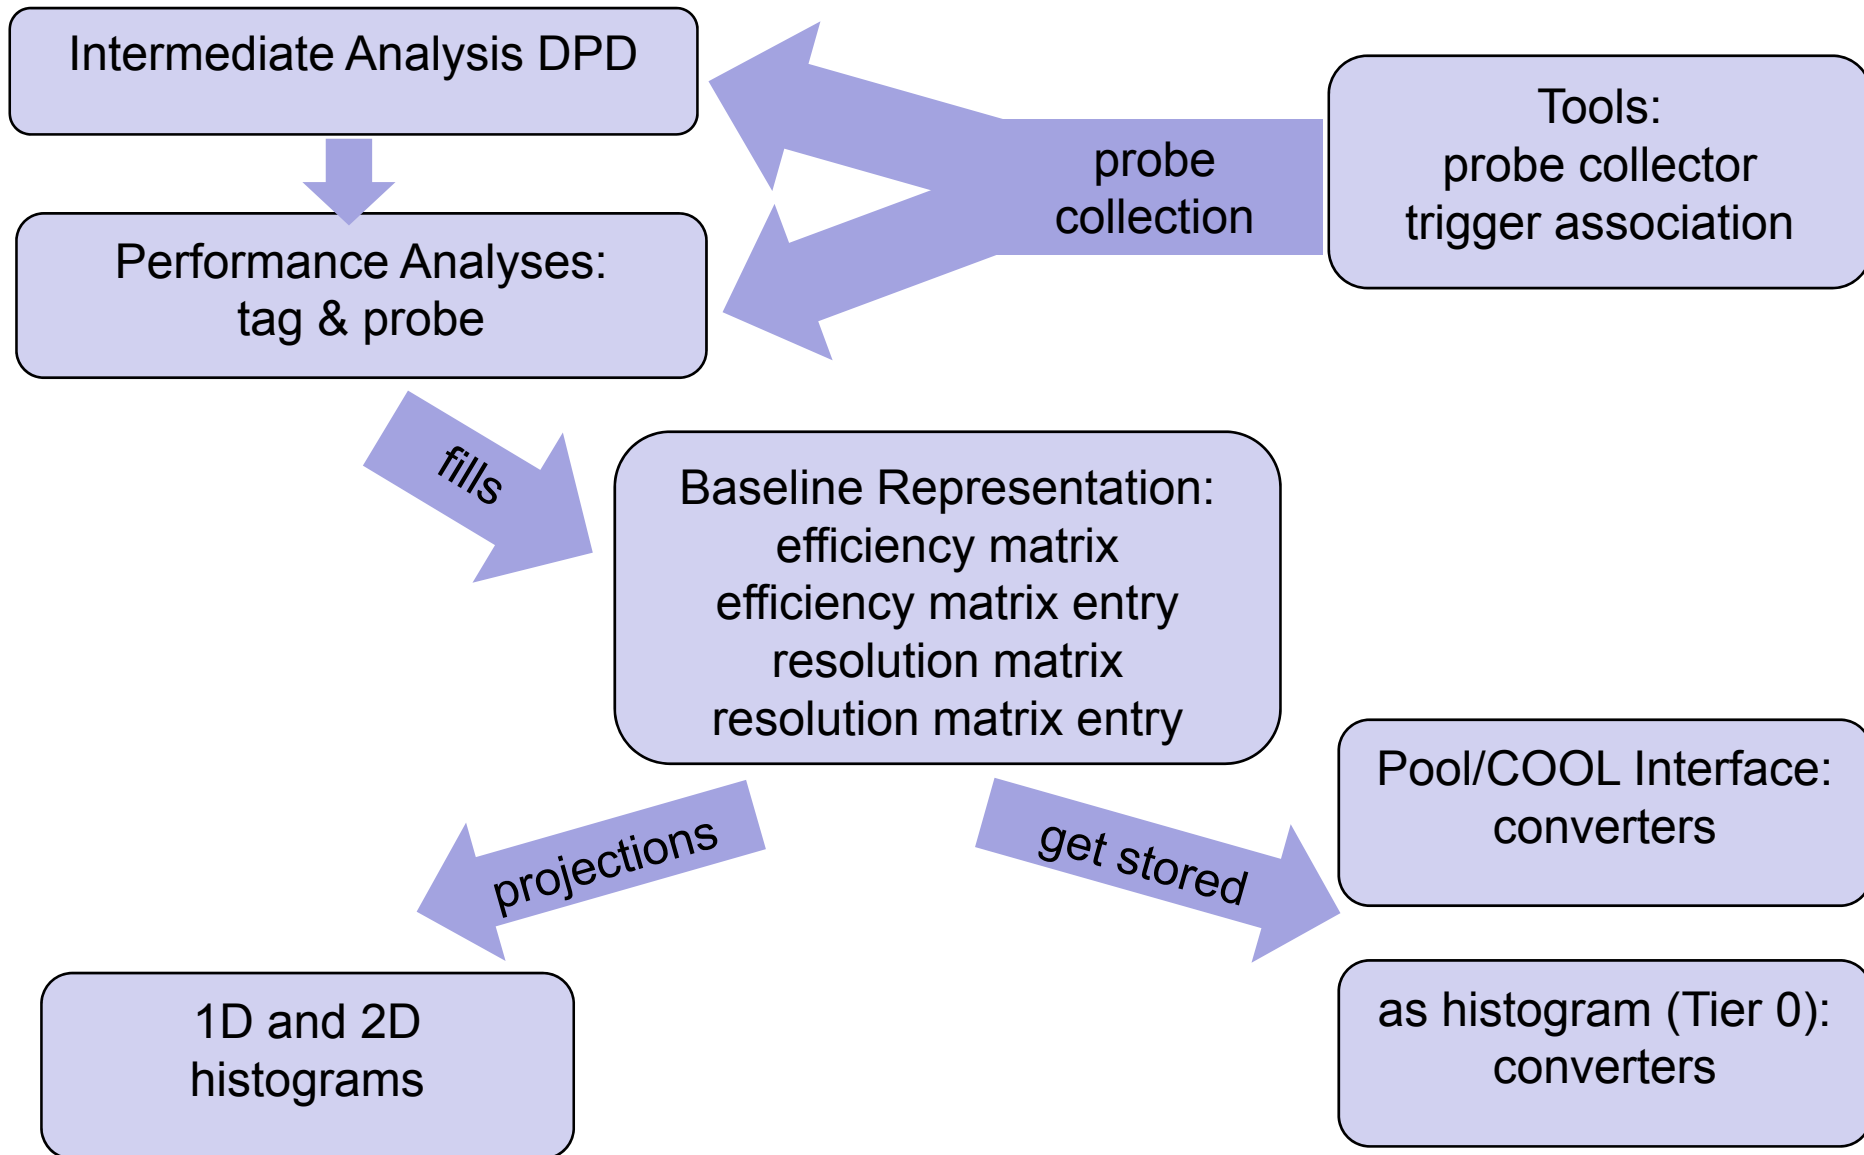 Intermediate Analysis DPD
Tools:
probe collector
trigger association
probe
collection
Performance Analyses:
tag & probe
fills
Baseline Representation:
efficiency matrix
efficiency matrix entry
resolution matrix
resolution matrix entry
projections
get stored
Pool/COOL Interface:
converters
1D and 2D
histograms
as histogram (Tier 0):
converters